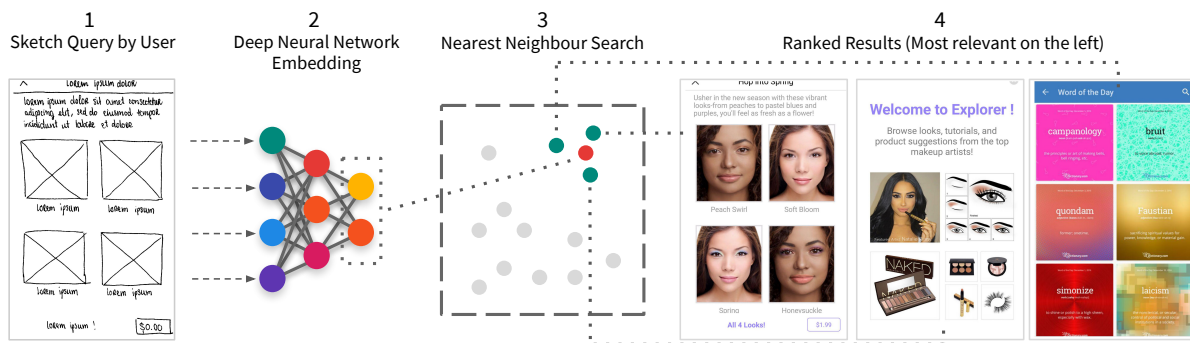 1
Sketch Query by User
2
Deep Neural Network
Embedding
3
Nearest Neighbour Search
4
Ranked Results (Most relevant on the left)
lorem ipsum dolor
lorem ipsum dolor sit amet consectetur
adipiscing elit, sed do eiusmod tempor
incididunt ut labore et dolore
lorem ipsum
lorem ipsum
lorem ipsum
lorem ipsum
lorem ipsum !
$0.00
Hop into Spring
Usher in the new season with these vibrant
looks-from peaches to pastel blues and
purples, you'll feel as fresh as a flower!
Peach Swirl
Soft Bloom
Spring
Honeysuckle
All 4 Looks!
$1.99
Welcome to Explorer !
Browse looks, tutorials, and
product suggestions from the top
makeup artists!
NAKED
NAKED
Word of the Day
campanology
bruit
quondam
Faustian
simonize
laicism